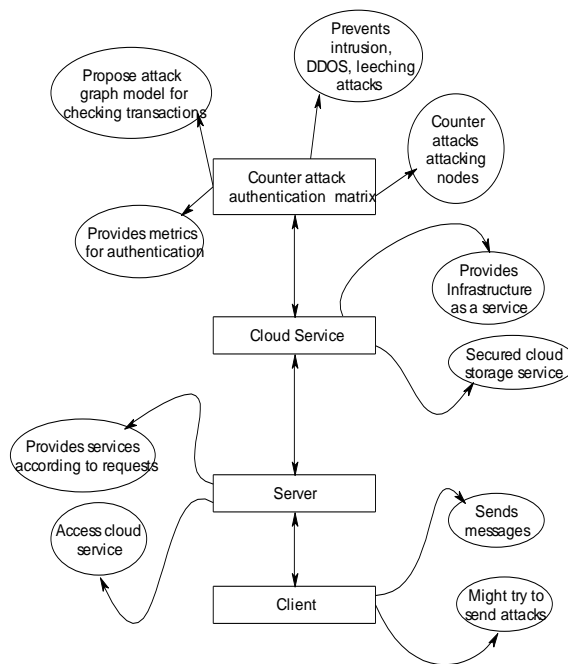 Prevents
intrusion,
DDOS, leeching
attacks
Propose attack
graph model for
checking transactions
Counter
attacks
attacking
nodes
Counter attack
authentication matrix
Provides metrics
for authentication
Provides
Infrastructure
as a service
Cloud Service
Secured cloud
storage service
Provides services
according to requests
Server
Sends
messages
Access cloud
service
Client
Might try to
send attacks